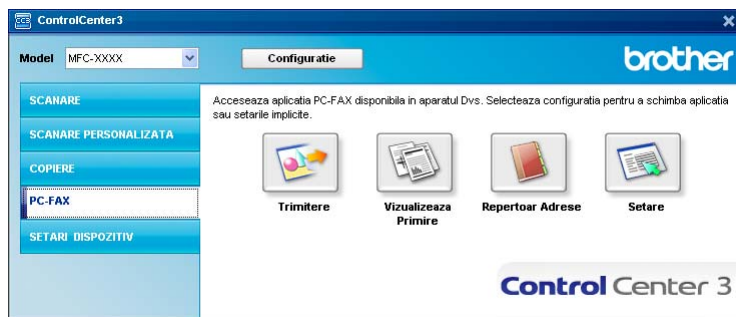 ControlCenter3
Model MFC-XXXX Configuratie brother
SCANARE
SCANARE PERSONALIZATA
COPIERE
PC-FAX
SETARI DISPOZITIV
Acceseaza aplicatia PC-FAX disponibila in aparatul Dvs. Selecteaza configuratia pentru a schimba aplicatia
sau setarile implicite.
Trimitere
Vizualizeaza
Primire
Repertoar Adrese
Setare
Control Center 3